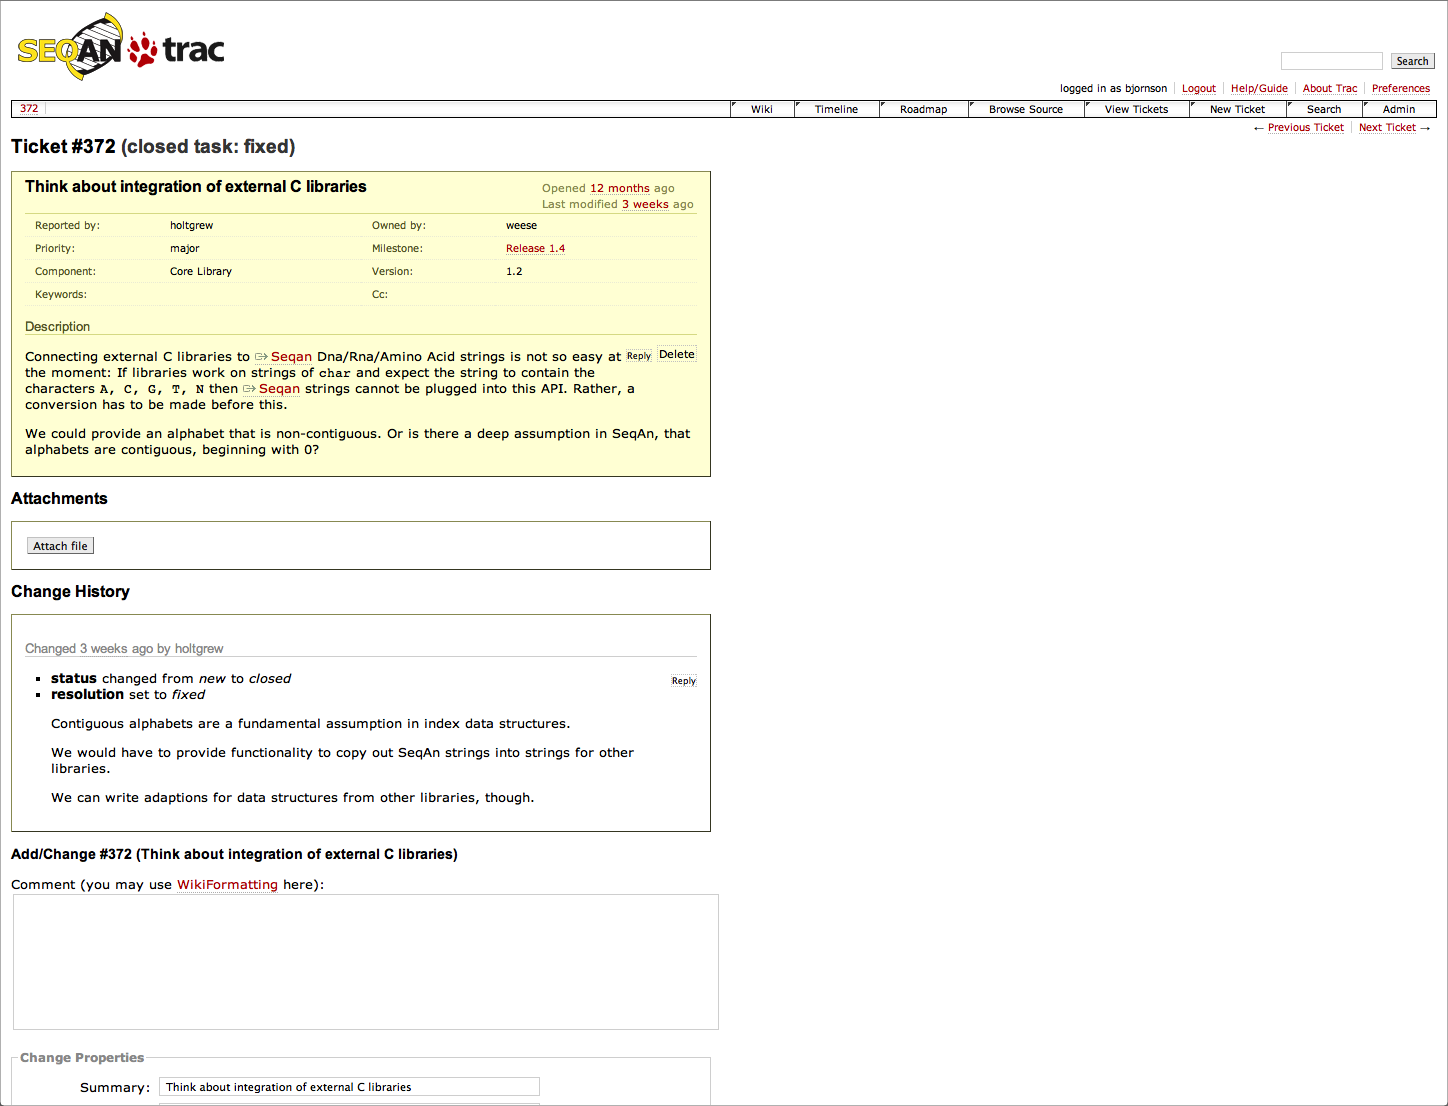 SEQAN trac
Search
logged in as bjornson Logout Help/Guide About Trac Preferences
372 Wiki Timeline Roadmap Browse Source View Tickets New Ticket Search Admin
← Previous Ticket Next Ticket →
Ticket #372 (closed task: fixed)
Think about integration of external C libraries
Opened 12 months ago
Last modified 3 weeks ago
Reported by: holtgrew Owned by: weese
Priority: major Milestone: Release 1.4
Component: Core Library Version: 1.2
Keywords: Cc:
Description
Connecting external C libraries to Seqan Dna/Rna/Amino Acid strings is not so easy at Reply Delete
the moment: If libraries work on strings of char and expect the string to contain the
characters A, C, G, T, N then Seqan strings cannot be plugged into this API. Rather, a
conversion has to be made before this.
We could provide an alphabet that is non-contiguous. Or is there a deep assumption in SeqAn, that
alphabets are contiguous, beginning with 0?
Attachments
Attach file
Change History
Changed 3 weeks ago by holtgrew
▪ status changed from new to closed Reply
▪ resolution set to fixed
Contiguous alphabets are a fundamental assumption in index data structures.
We would have to provide functionality to copy out SeqAn strings into strings for other
libraries.
We can write adaptions for data structures from other libraries, though.
Add/Change #372 (Think about integration of external C libraries)
Comment (you may use WikiFormatting here):
Change Properties
Summary: Think about integration of external C libraries